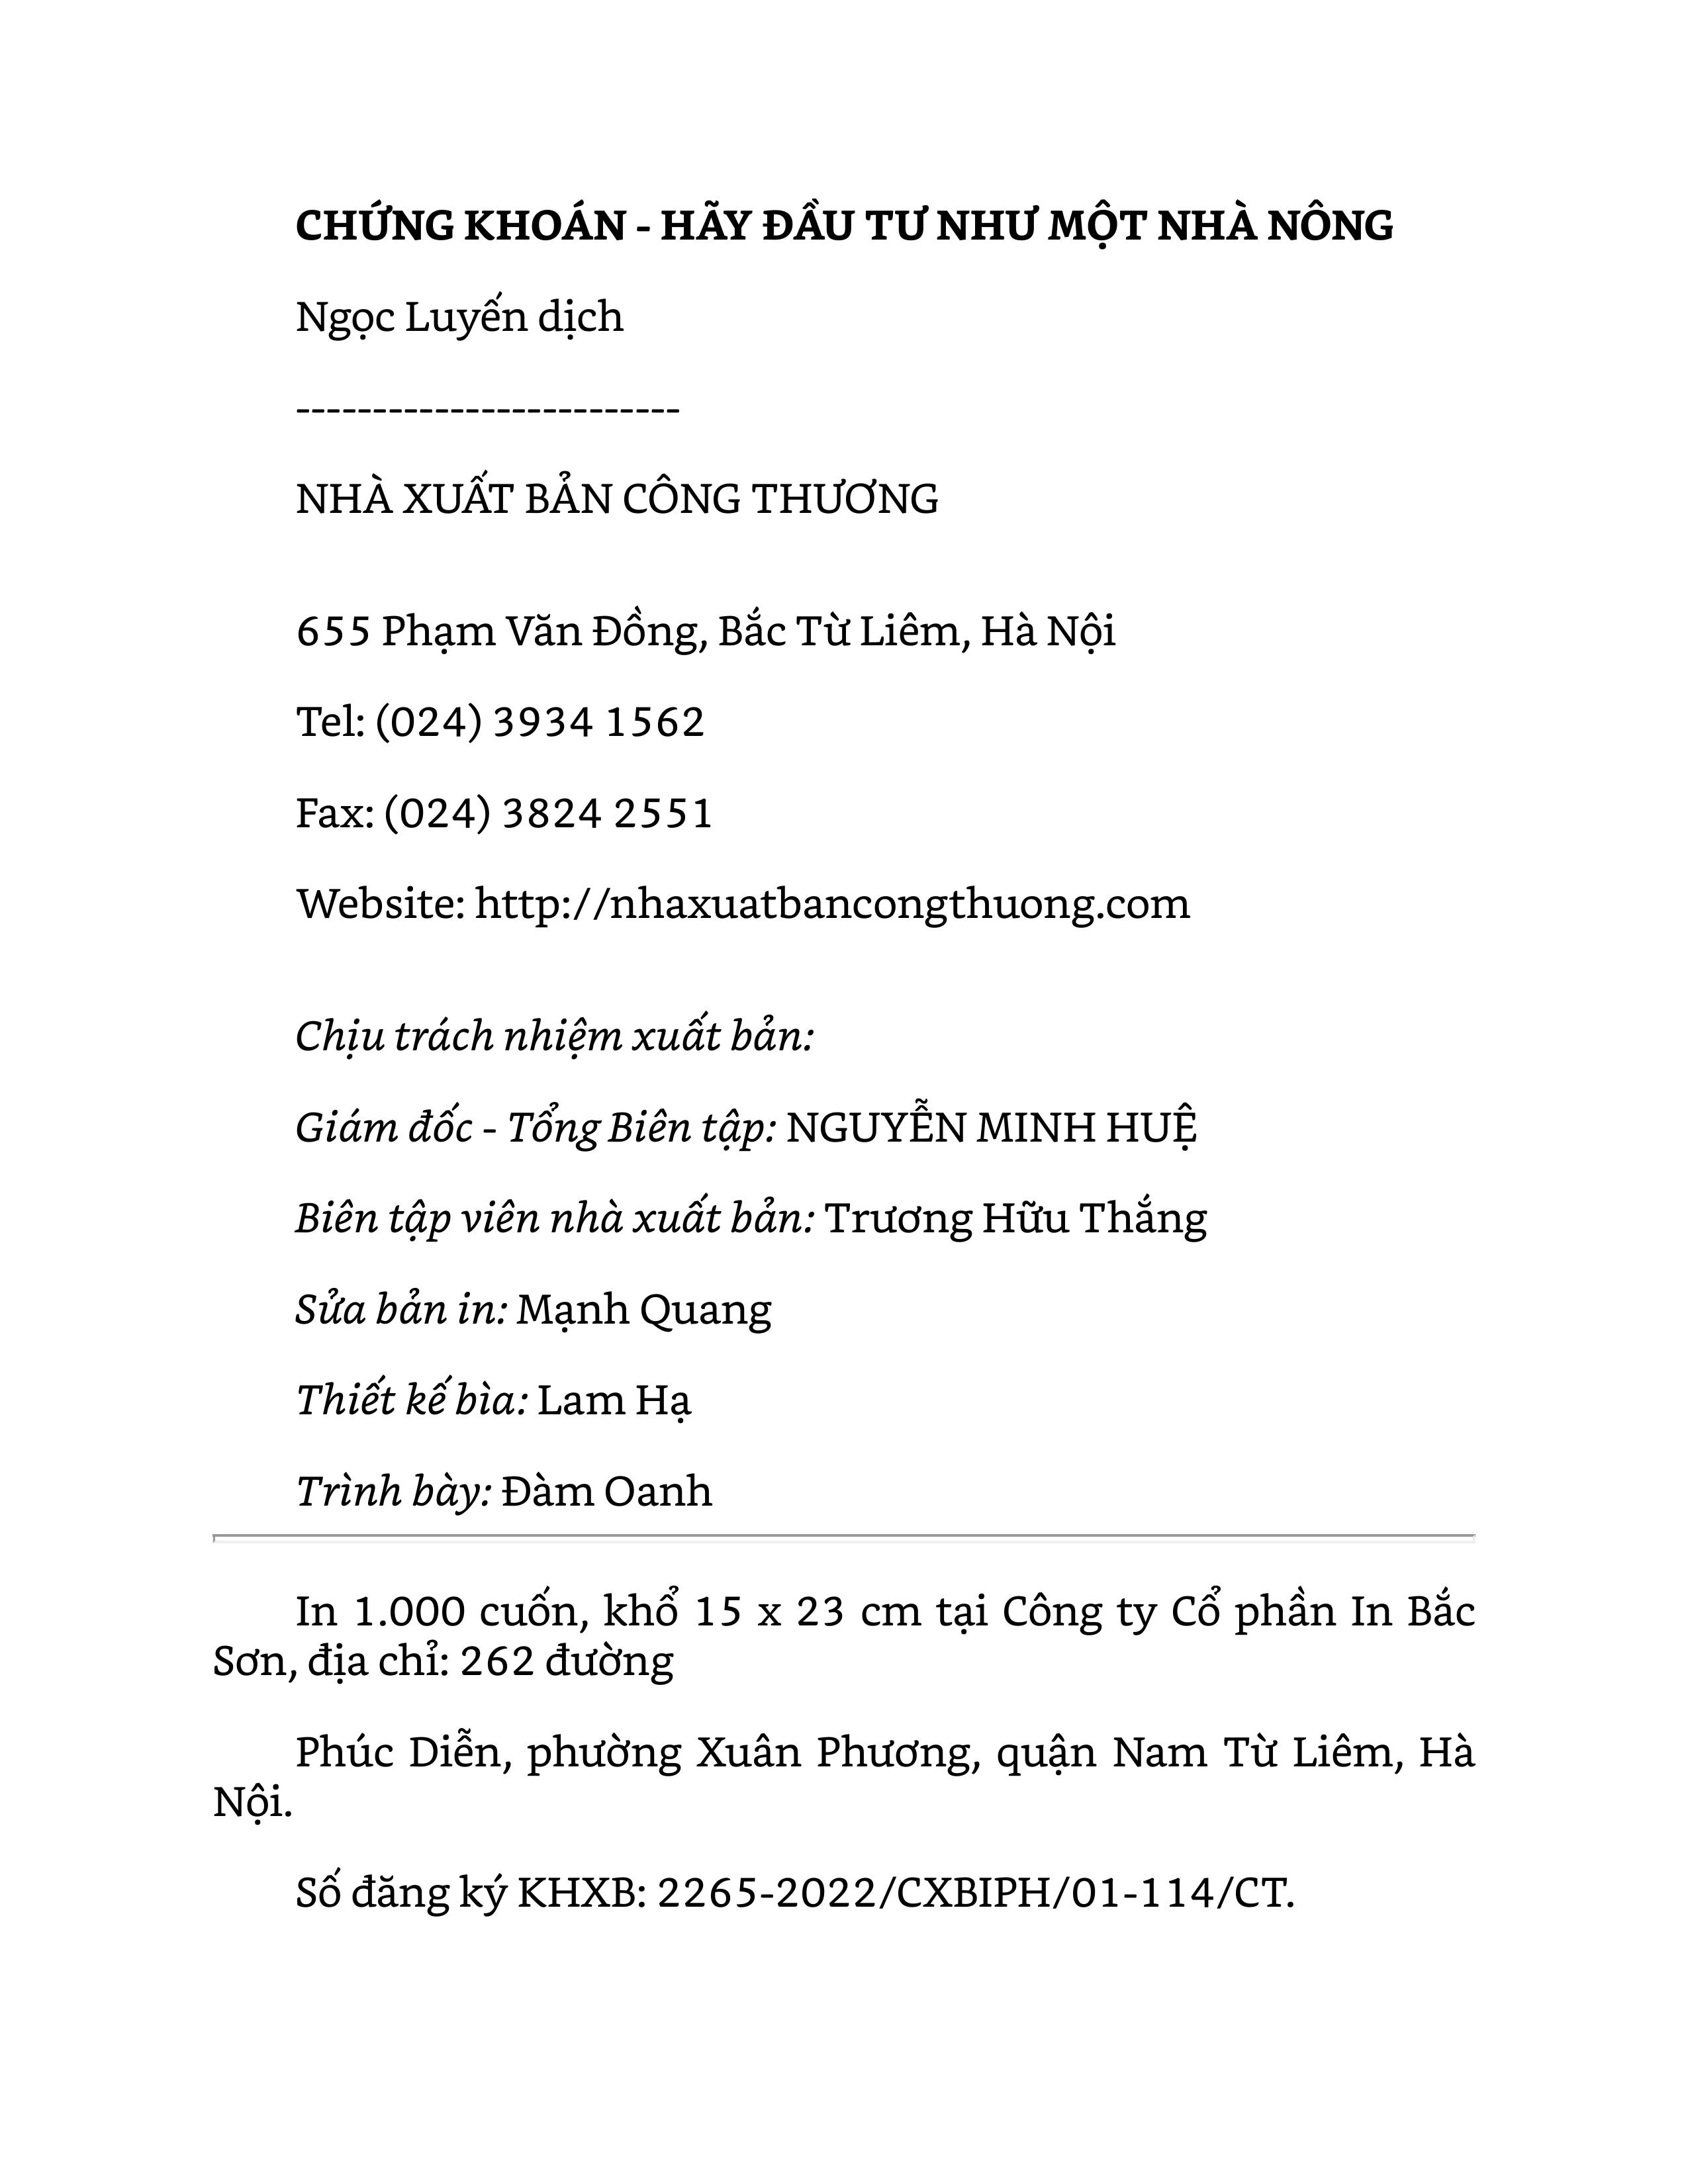 CHỨNG KHOÁN - HÃY ĐẦU TƯ NHƯ MỘT NHÀ NÔNG
Ngọc Luyến dịch
-------------------------
NHÀ XUẤT BẢN CÔNG THƯƠNG
655 Phạm Văn Đồng, Bắc Từ Liêm, Hà Nội
Tel: (024) 3934 1562
Fax: (024) 3824 2551
Website: http://nhaxuatbancongthuong.com
Chịu trách nhiệm xuất bản:
Giám đốc - Tổng Biên tập: NGUYỄN MINH HUỆ
Biên tập viên nhà xuất bản: Trương Hữu Thắng
Sửa bản in: Mạnh Quang
Thiết kế bìa: Lam Hạ
Trình bày: Đàm Oanh
In 1.000 cuốn, khổ 15 x 23 cm tại Công ty Cổ phần In Bắc
Sơn, địa chỉ: 262 đường
Phúc Diễn, phường Xuân Phương, quận Nam Từ Liêm, Hà
Nội.
Số đăng ký KHXB: 2265-2022/CXBIPH/01-114/CT.